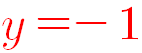 y = − 1